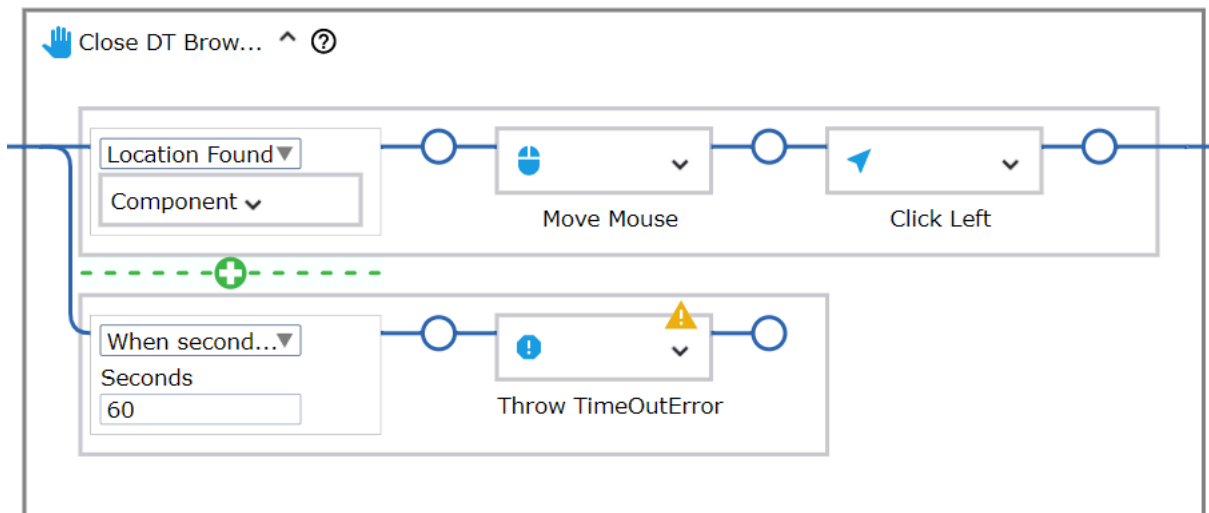 Close DT Brow...
Location Found
Component
Move Mouse
Click Left
When second...
Seconds
60
Throw TimeOutError